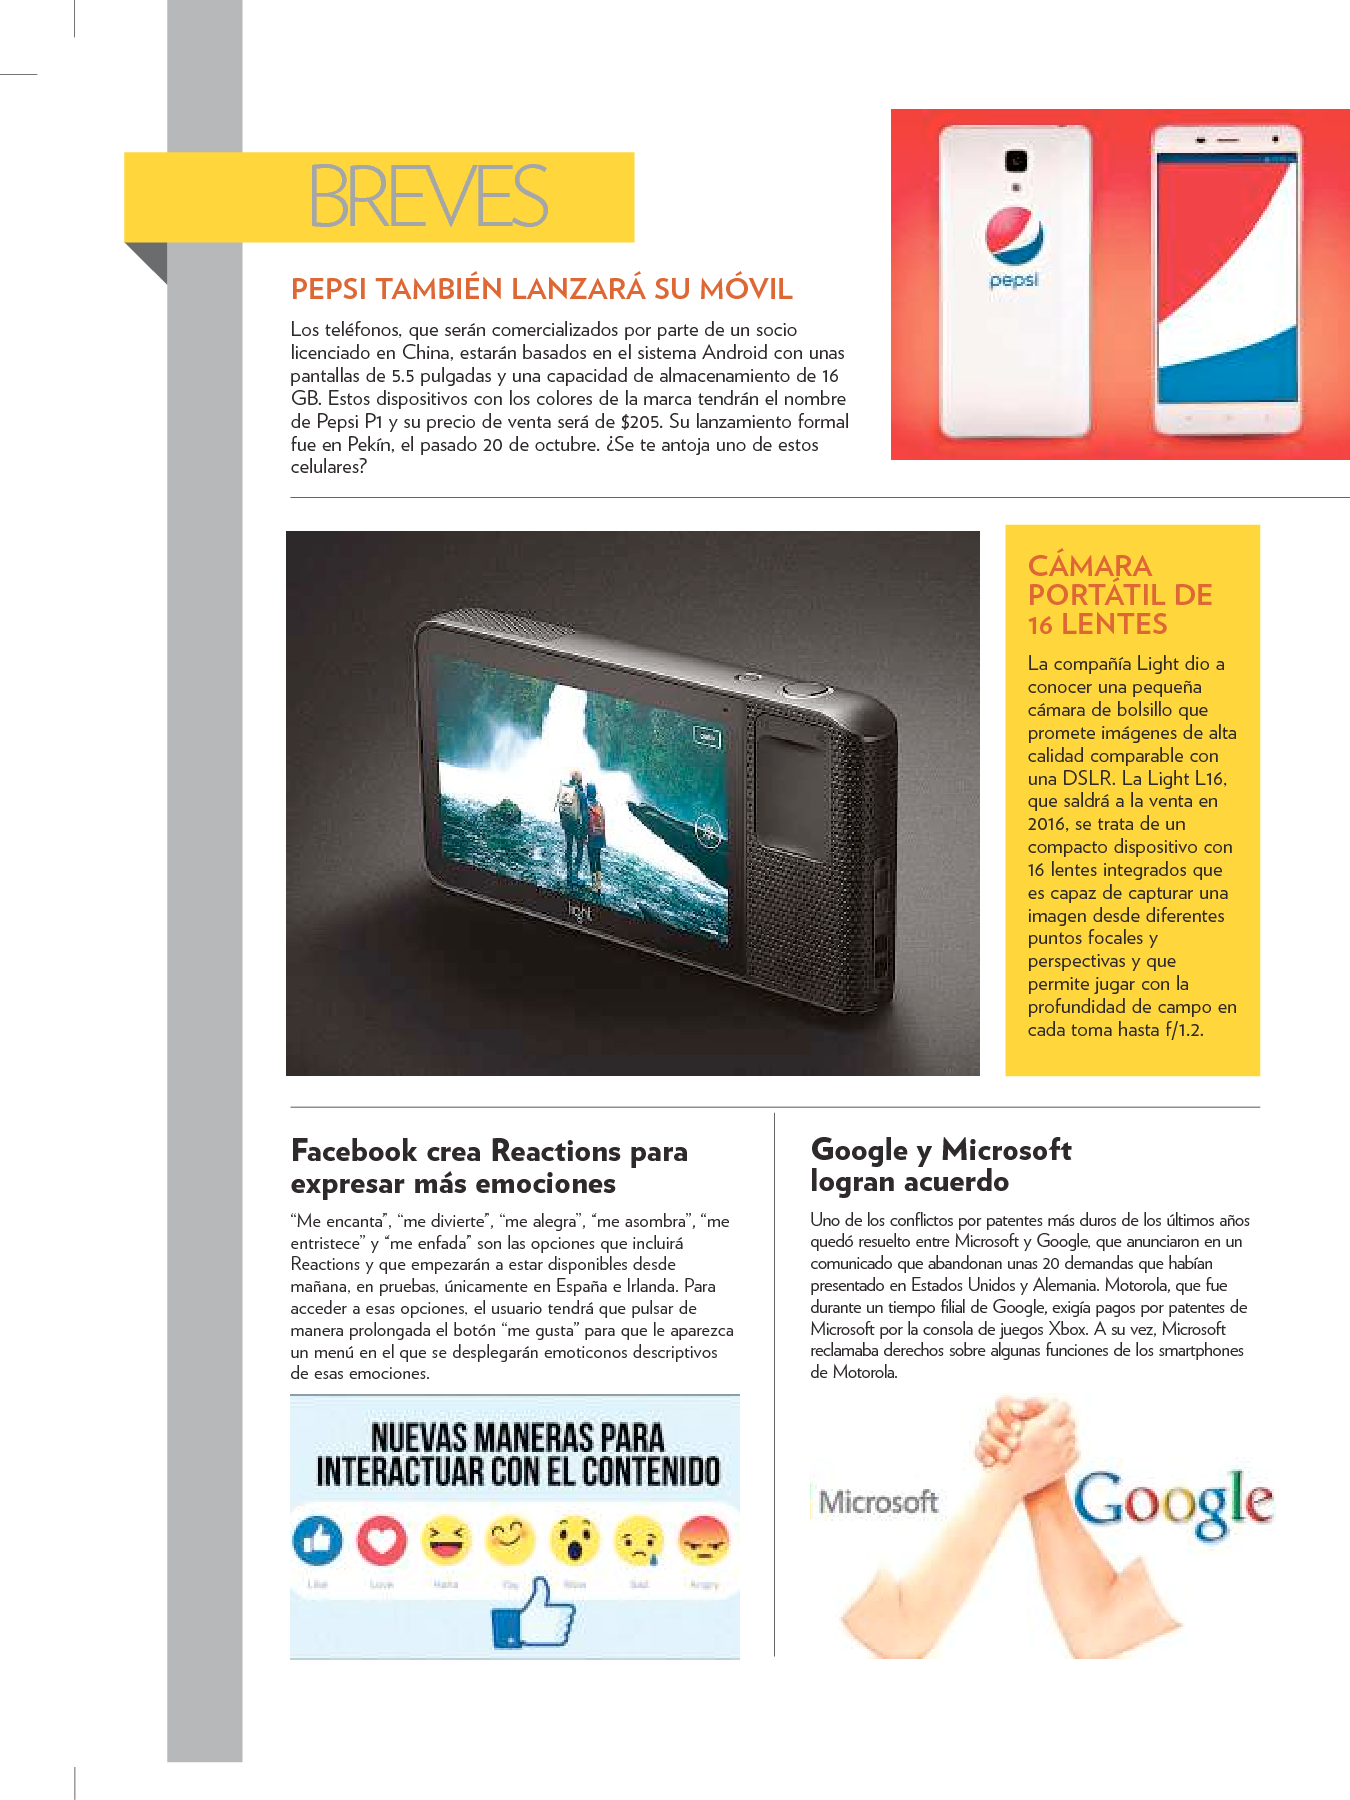 BREVES
pepsi
PEPSI TAMBIÉN LANZARÁ SU MÓVIL
Los teléfonos, que serán comercializados por parte de un socio
licenciado en China, estarán basados en el sistema Android con unas
pantallas de 5.5 pulgadas y una capacidad de almacenamiento de 16
GB. Estos dispositivos con los colores de la marca tendrán el nombre
de Pepsi P1 y su precio de venta será de $205. Su lanzamiento formal
fue en Pekín, el pasado 20 de octubre. ¿Se te antoja uno de estos
celulares?
light
CÁMARA
PORTÁTIL DE
16 LENTES
La compañía Light dio a
conocer una pequeña
cámara de bolsillo que
promete imágenes de alta
calidad comparable con
una DSLR. La Light L16,
que saldrá a la venta en
2016, se trata de un
compacto dispositivo con
16 lentes integrados que
es capaz de capturar una
imagen desde diferentes
puntos focales y
perspectivas y que
permite jugar con la
profundidad de campo en
cada toma hasta f/1.2.
Facebook crea Reactions para
expresar más emociones
“Me encanta”, “me divierte”, “me alegra”, “me asombra”, “me
entristece” y “me enfada” son las opciones que incluirá
Reactions y que empezarán a estar disponibles desde
mañana, en pruebas, únicamente en España e Irlanda. Para
acceder a esas opciones, el usuario tendrá que pulsar de
manera prolongada el botón “me gusta” para que le aparezca
un menú en el que se desplegarán emoticonos descriptivos
de esas emociones.
NUEVAS MANERAS PARA
INTERACTUAR CON EL CONTENIDO
Like Love Haha Yay Wow Sad Angry
Google y Microsoft
logran acuerdo
Uno de los conflictos por patentes más duros de los últimos años
quedó resuelto entre Microsoft y Google, que anunciaron en un
comunicado que abandonan unas 20 demandas que habían
presentado en Estados Unidos y Alemania. Motorola, que fue
durante un tiempo filial de Google, exigía pagos por patentes de
Microsoft por la consola de juegos Xbox. A su vez, Microsoft
reclamaba derechos sobre algunas funciones de los smartphones
de Motorola.
Microsoft
Google